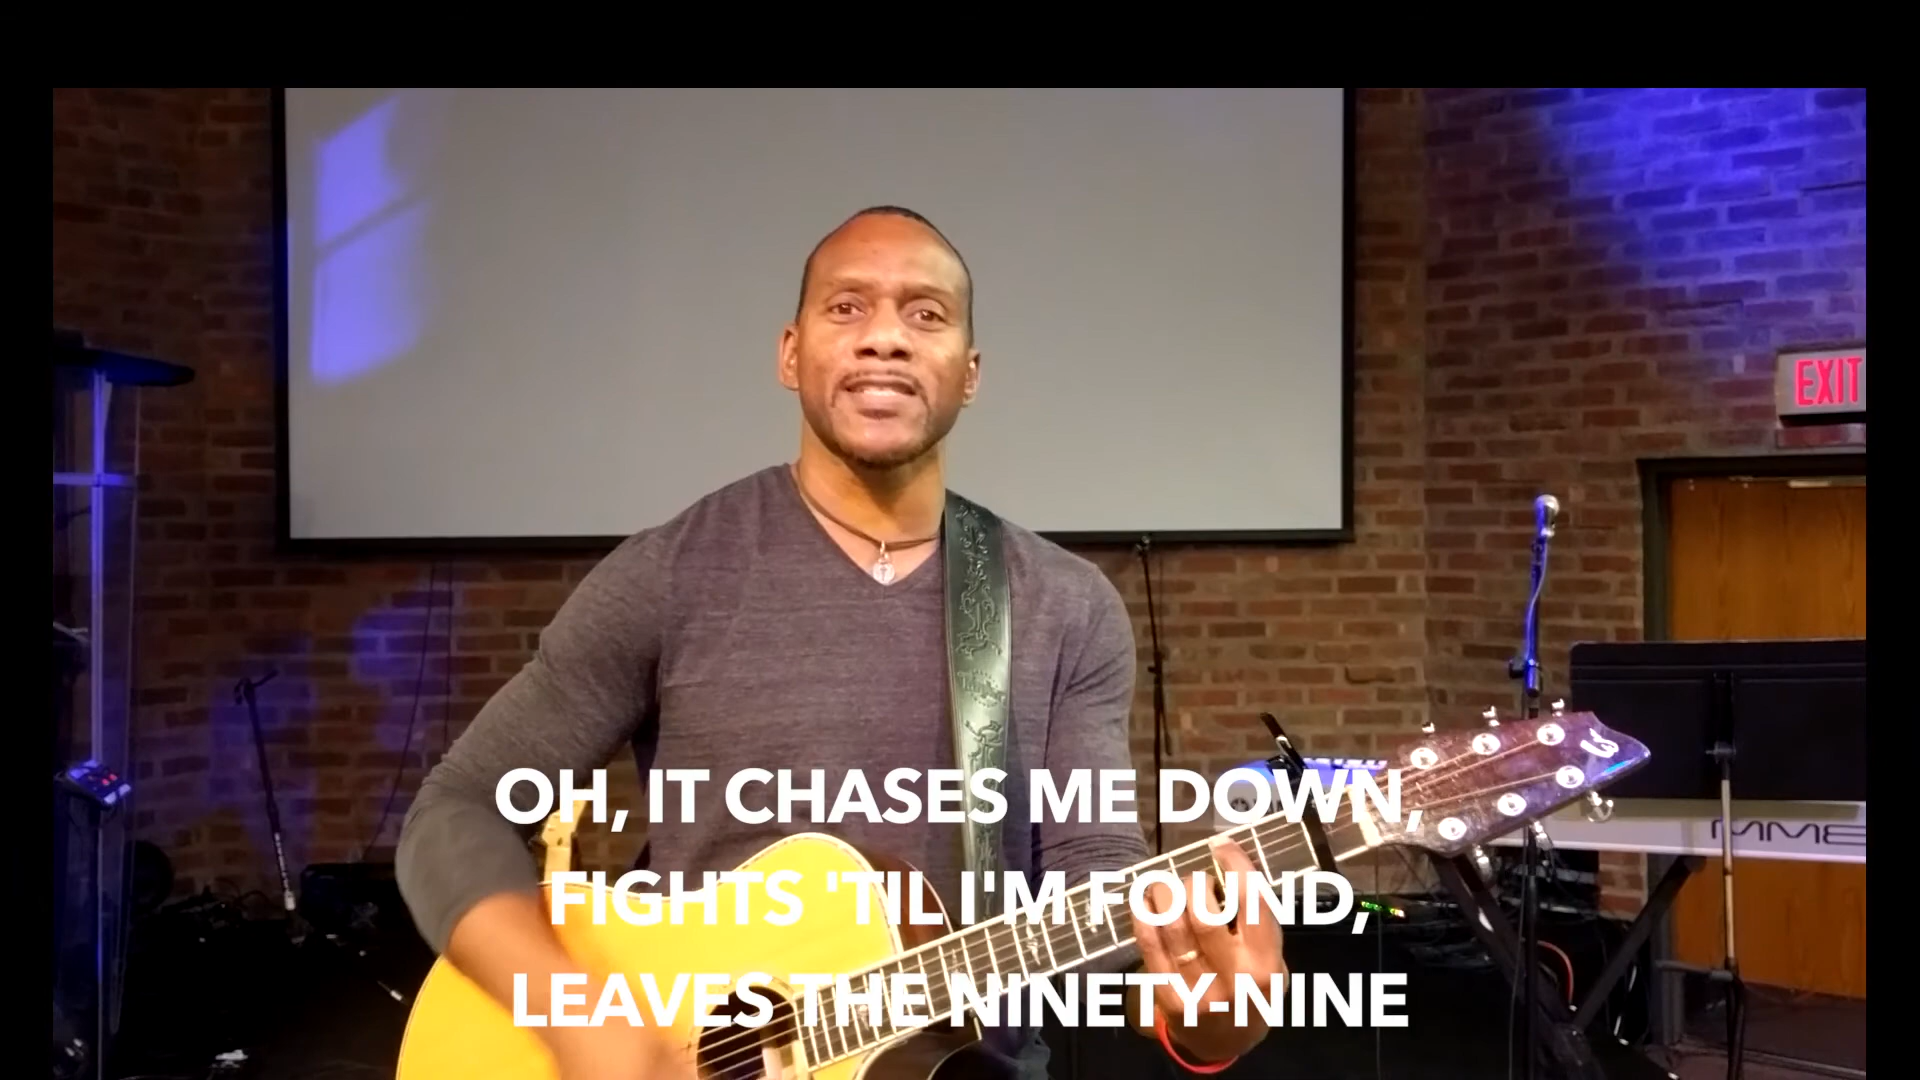 EXIT
OH, IT CHASES ME DOWN,
FIGHTS 'TIL I'M FOUND,
LEAVES THE NINETY-NINE